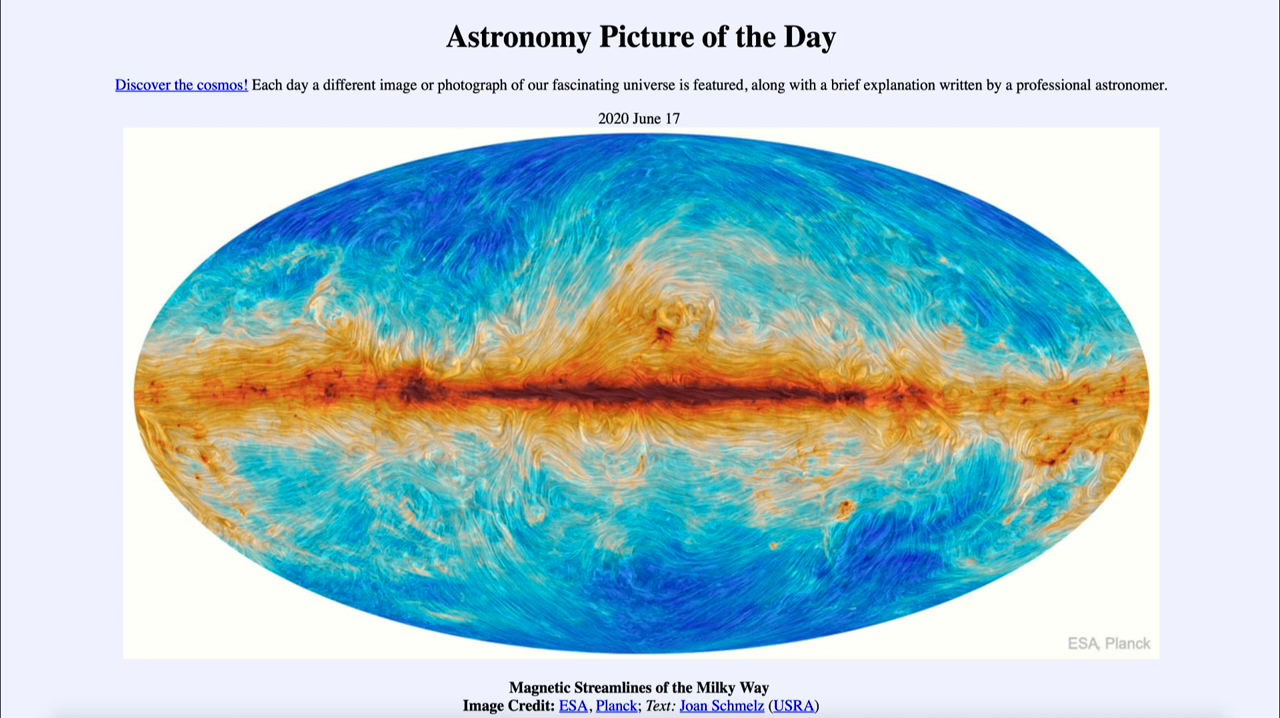 Astronomy Picture of the Day
Discover the cosmos! Each day a different image or photograph of our fascinating universe is featured, along with a brief explanation written by a professional astronomer.
2020 June 17
ESA, Planck
Magnetic Streamlines of the Milky Way
Image Credit: ESA, Planck; Text: Joan Schmelz (USRA)